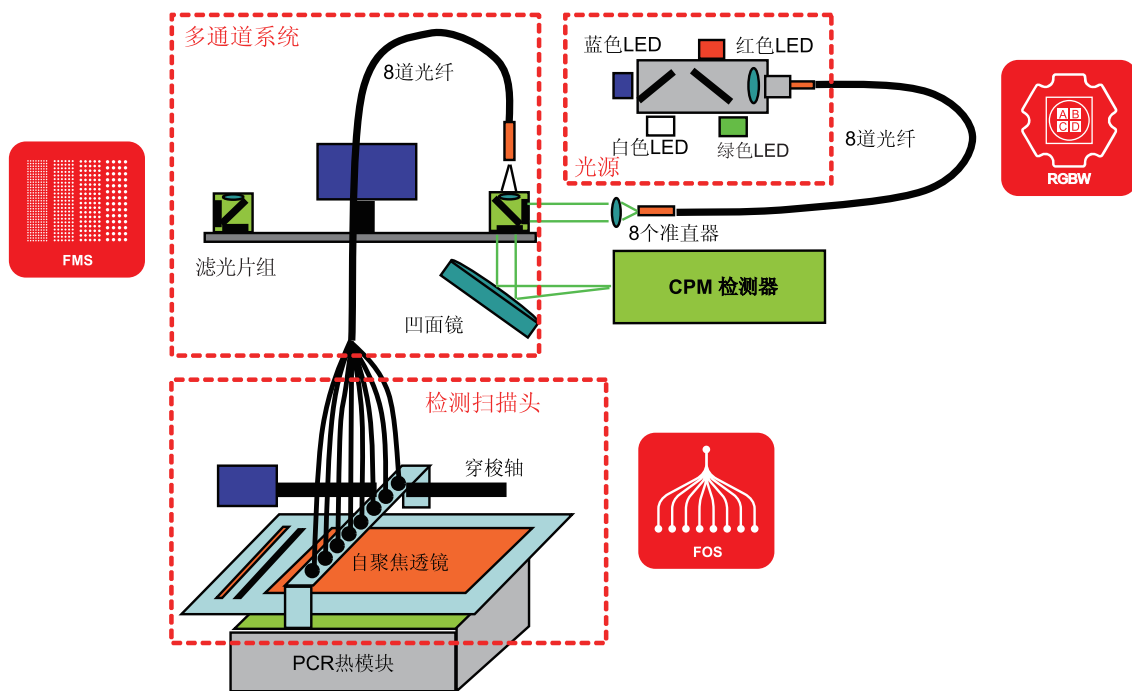 多通道系统
8道光纤
蓝色LED
红色LED
白色LED
绿色LED
光源
8道光纤
A B
C D
RGBW
FMS
滤光片组
8个准直器
凹面镜
CPM 检测器
检测扫描头
穿梭轴
自聚焦透镜
FOS
PCR热模块